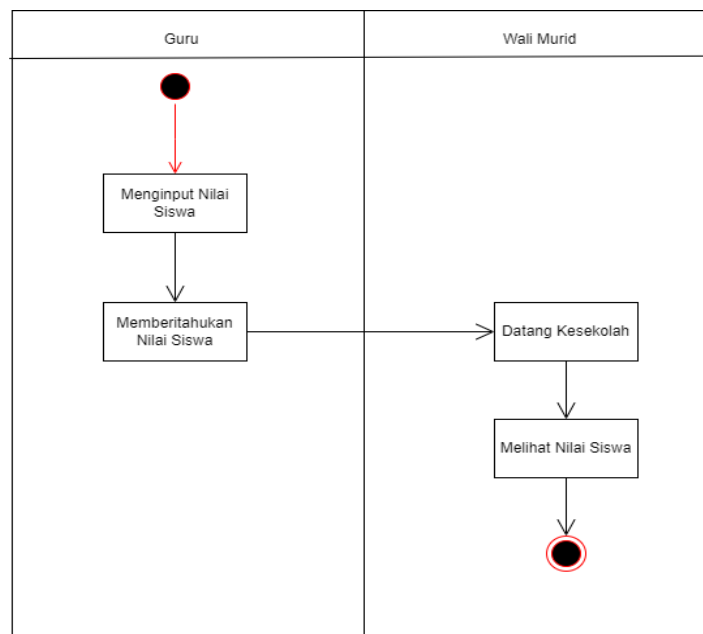 Guru
Wali Murid
Menginput Nilai
Siswa
Memberitahukan
Nilai Siswa
Datang Kesekolah
Melihat Nilai Siswa